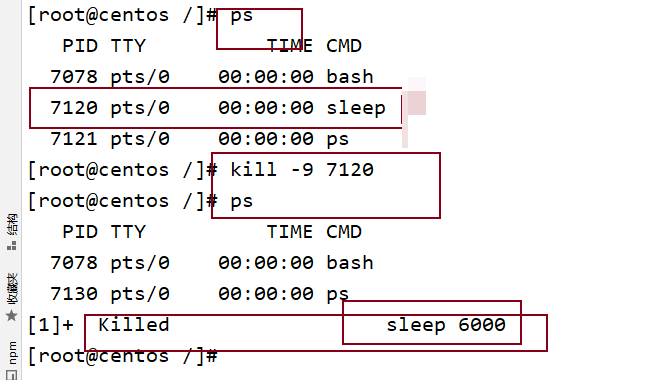 [root@centos /]# ps
PID TTY TIME CMD
7078 pts/0 00:00:00 bash
7120 pts/0 00:00:00 sleep
7121 pts/0 00:00:00 ps
[root@centos /]# kill -9 7120
[root@centos /]# ps
PID TTY TIME CMD
7078 pts/0 00:00:00 bash
7130 pts/0 00:00:00 ps
[1]+ Killed sleep 6000
[root@centos /]#
结构
收藏夹
npm